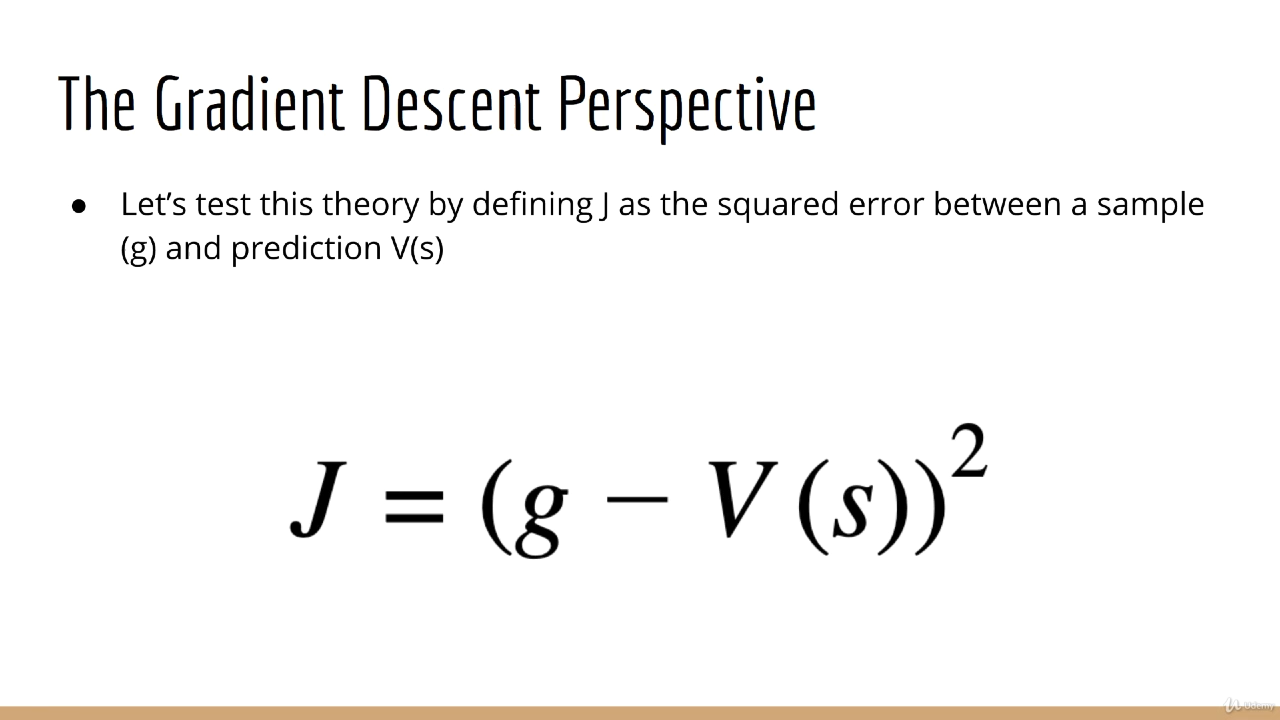 The Gradient Descent Perspective
● Let’s test this theory by defining J as the squared error between a sample
(g) and prediction V(s)
J = (g − V(s))²
Udemy